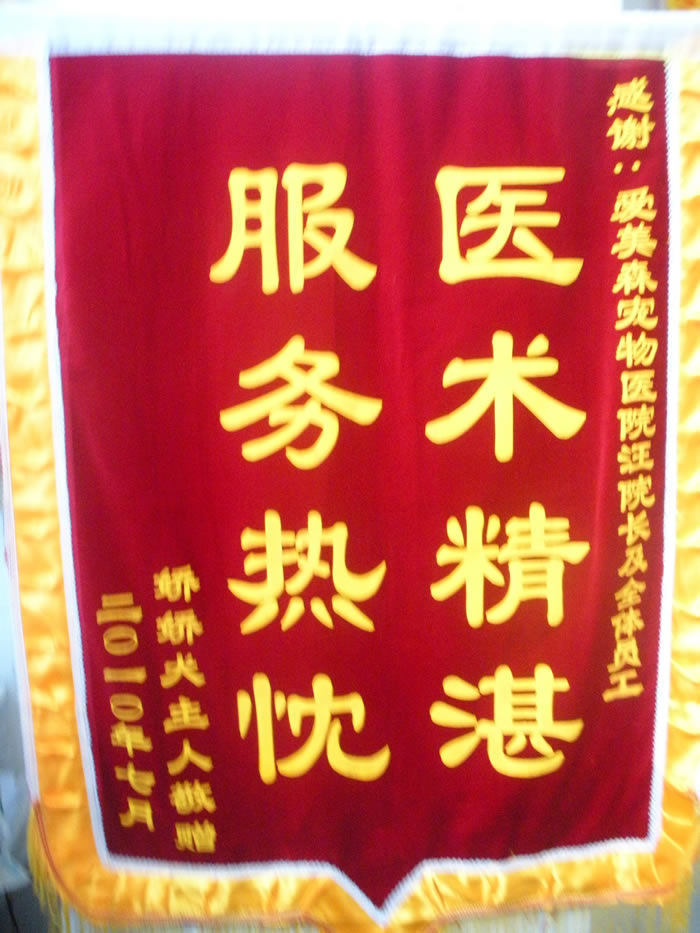 感谢：爱美森宠物医院汪院长及全体员工
医术精湛
服务热忱
娇娇犬主人敬赠
二〇一〇年七月